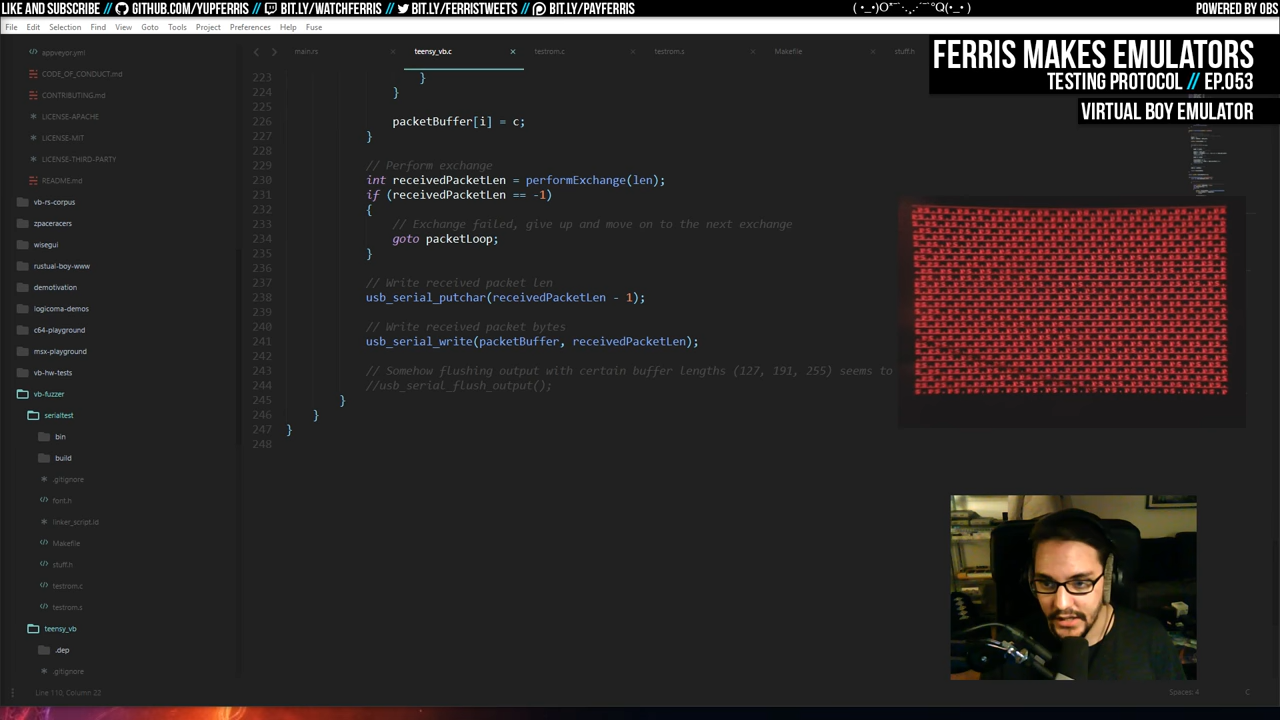 LIKE AND SUBSCRIBE // GITHUB.COM/YUPFERRIS // BIT.LY/WATCHFERRIS // BIT.LY/FERRISTWEETS // BIT.LY/PAYFERRIS
POWERED BY OBS
File Edit Selection Find View Goto Tools Project Preferences Help Fuse
main.rs × teensy_vb.c × testrom.c × testrom.s × Makefile × stuff.h
FERRIS MAKES EMULATORS
TESTING PROTOCOL // EP.053
VIRTUAL BOY EMULATOR
appveyor.yml
CODE_OF_CONDUCT.md
CONTRIBUTING.md
LICENSE-APACHE
LICENSE-MIT
LICENSE-THIRD-PARTY
README.md
vb-rs-corpus
zpaceracers
wisegui
rustual-boy-www
demotivation
logicoma-demos
c64-playground
msx-playground
vb-hw-tests
vb-fuzzer
serialtest
bin
build
.gitignore
font.h
linker_script.ld
Makefile
stuff.h
testrom.c
testrom.s
teensy_vb
.dep
.gitignore
223 }
224 }
225
226 packetBuffer[i] = c;
227 }
228
229 // Perform exchange
230 int receivedPacketLen = performExchange(len);
231 if (receivedPacketLen == -1)
232 {
233 // Exchange failed, give up and move on to the next exchange
234 goto packetLoop;
235 }
236
237 // Write received packet len
238 usb_serial_putchar(receivedPacketLen - 1);
239
240 // Write received packet bytes
241 usb_serial_write(packetBuffer, receivedPacketLen);
242
243 // Somehow flushing output with certain buffer lengths (127, 191, 255) seems to
244 //usb_serial_flush_output();
245 }
246 }
247 }
248
Line 110, Column 22
Spaces: 4
C